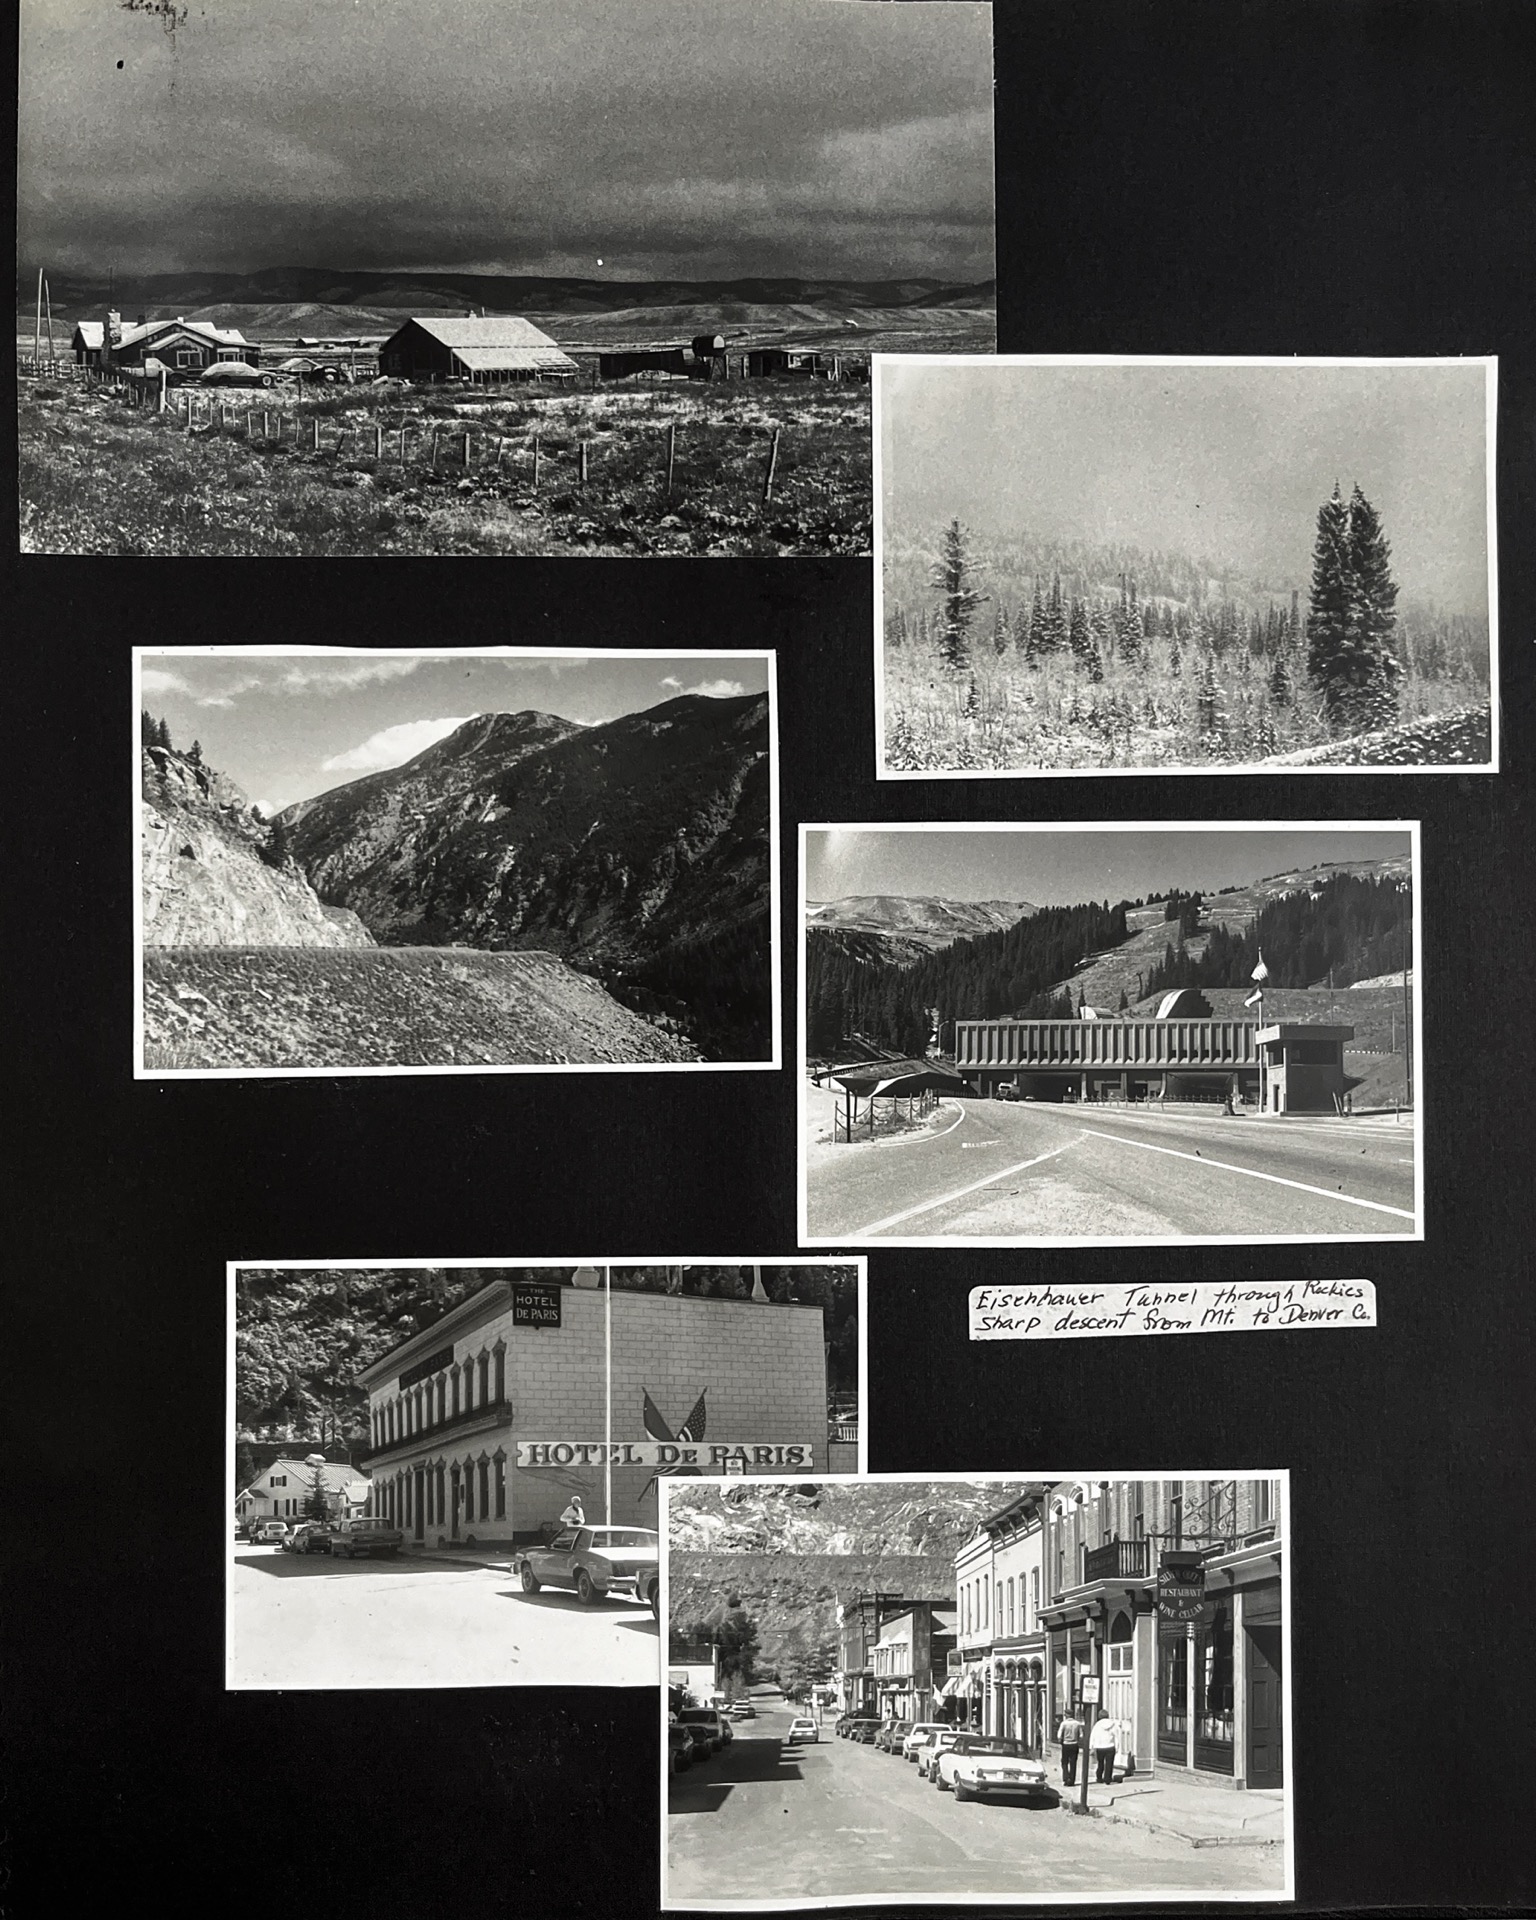 THE
HOTEL
DE PARIS
HOTEL DE PARIS
Eisenhauer Tunnel through Rockies
Sharp descent from Mt. to Denver Co.
RESTAURANT
&
WINE CELLAR